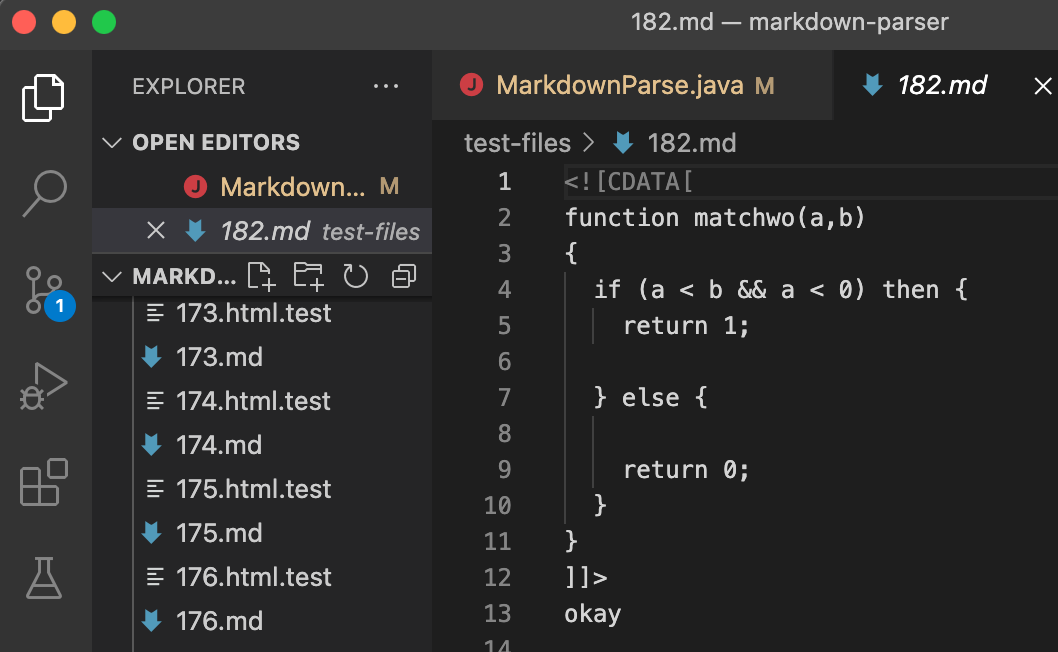 182.md — markdown-parser
EXPLORER ...
OPEN EDITORS
J Markdown... M
182.md test-files
MARKD...
173.html.test
173.md
174.html.test
174.md
175.html.test
175.md
176.html.test
176.md
1
J MarkdownParse.java M
182.md
test-files > 182.md
1 <![CDATA[
2 function matchwo(a,b)
3 {
4   if (a < b && a < 0) then {
5     return 1;
6
7   } else {
8
9     return 0;
10   }
11 }
12 ]]>
13 okay
14